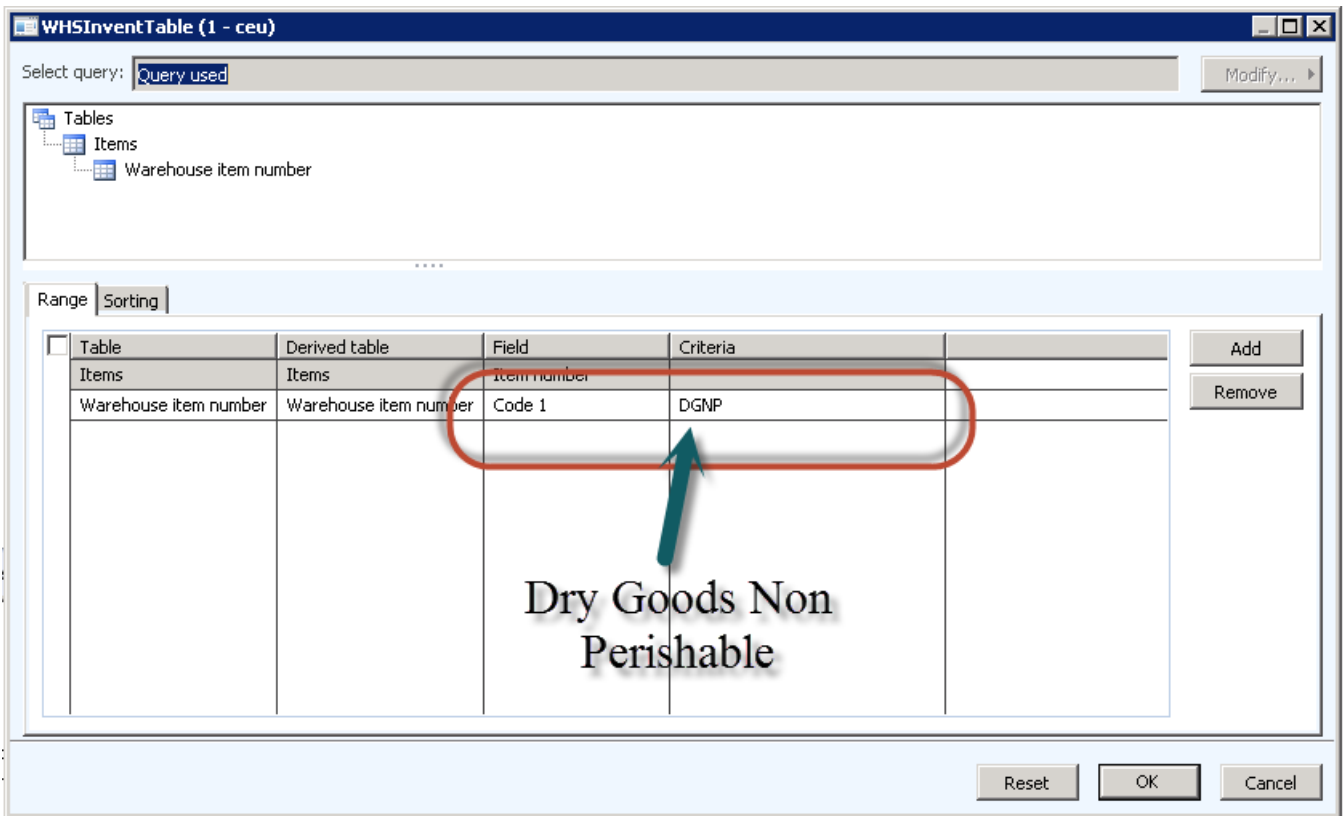 WHSInventTable (1 - ceu)
Select query: Query used Modify...
Tables
Items
Warehouse item number
Range Sorting
Table Derived table Field Criteria Add
Items Items Item number
Remove
Warehouse item number Warehouse item number Code 1 DGNP
Dry Goods Non
Perishable
Reset OK Cancel